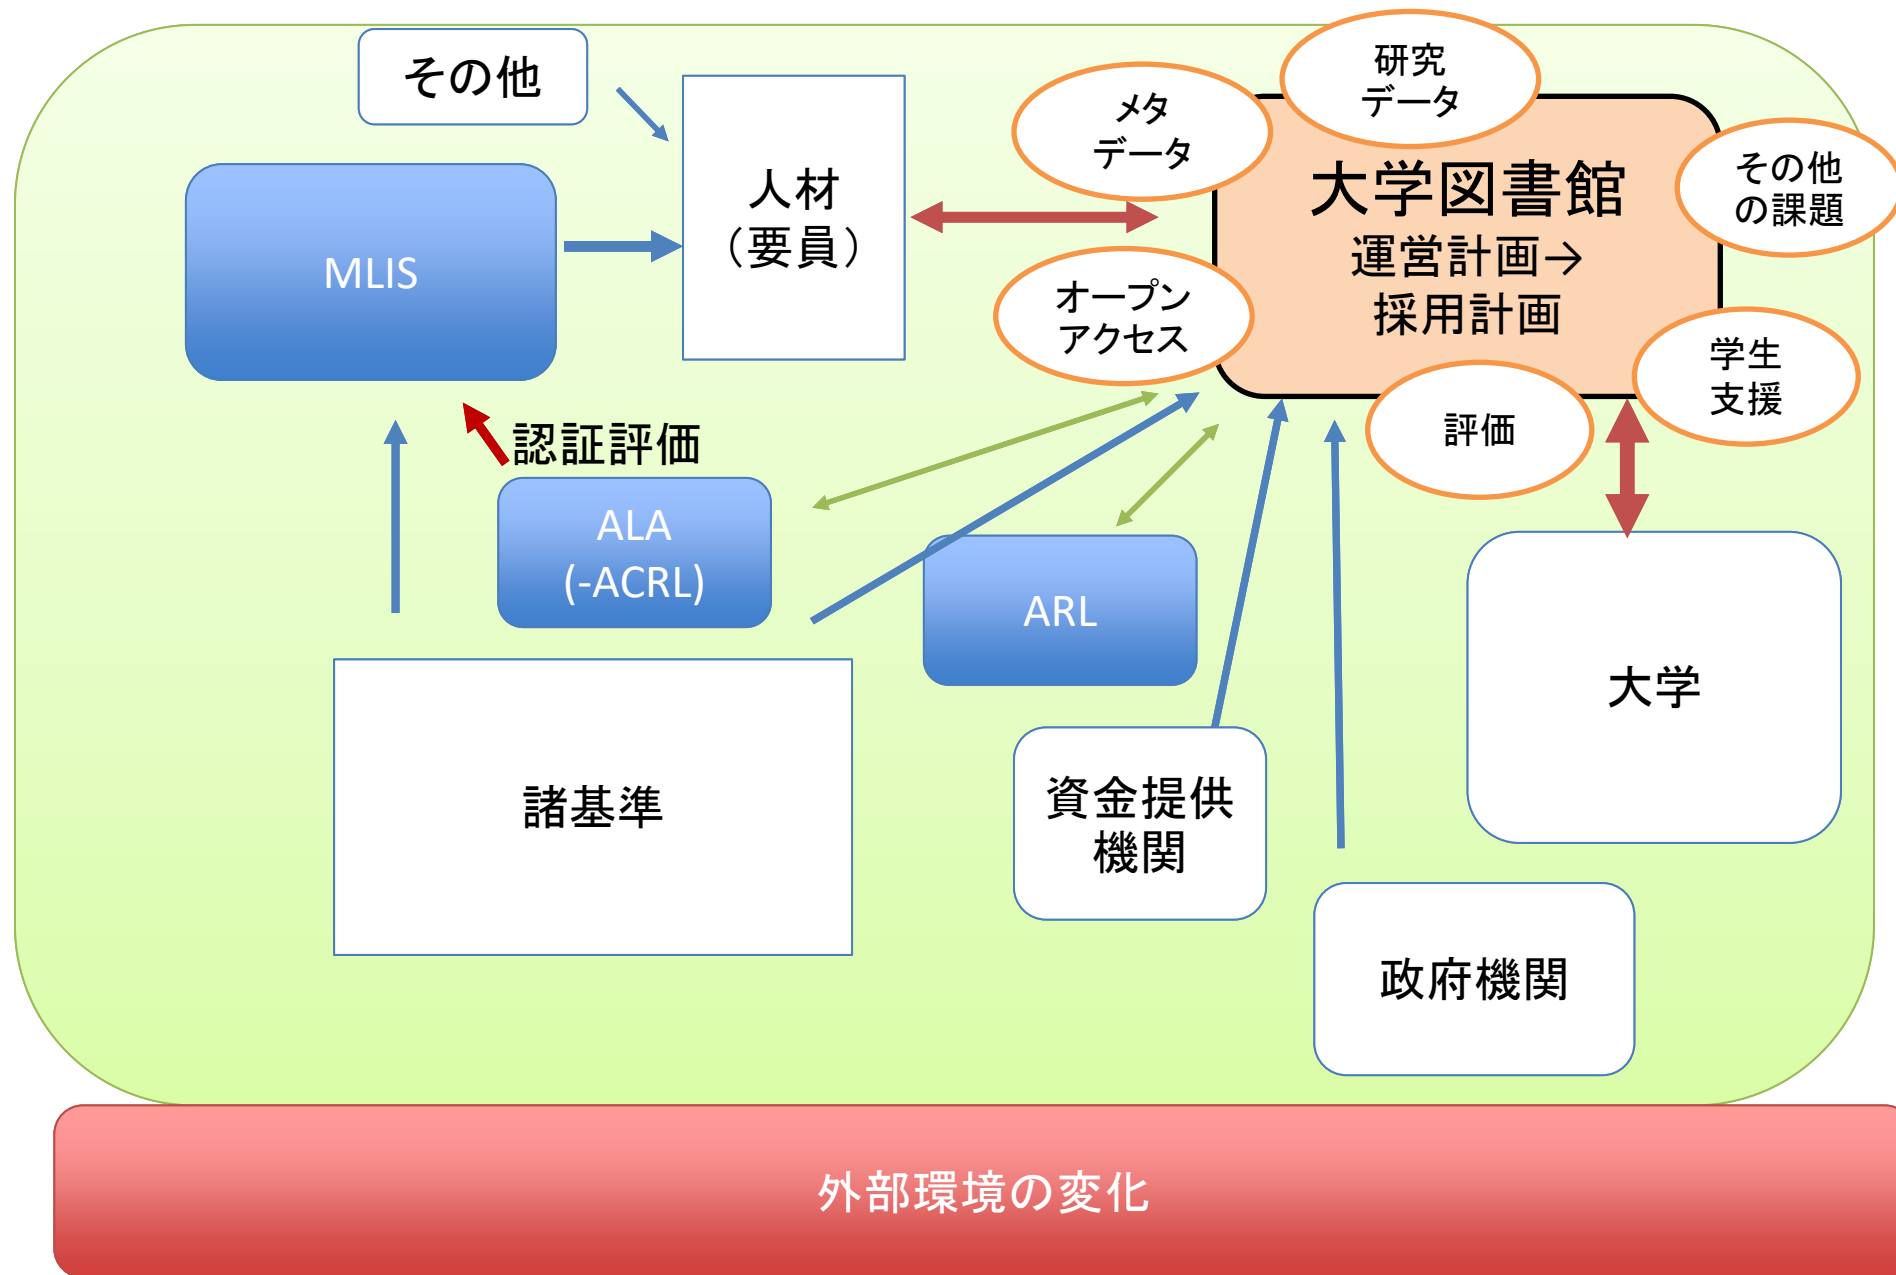 その他
研究
データ
メタ
データ
その他
の課題
人材
（要員）
大学図書館
運営計画→
採用計画
MLIS
オープン
アクセス
学生
支援
評価
認証評価
ALA
(-ACRL)
ARL
大学
諸基準
資金提供
機関
政府機関
外部環境の変化